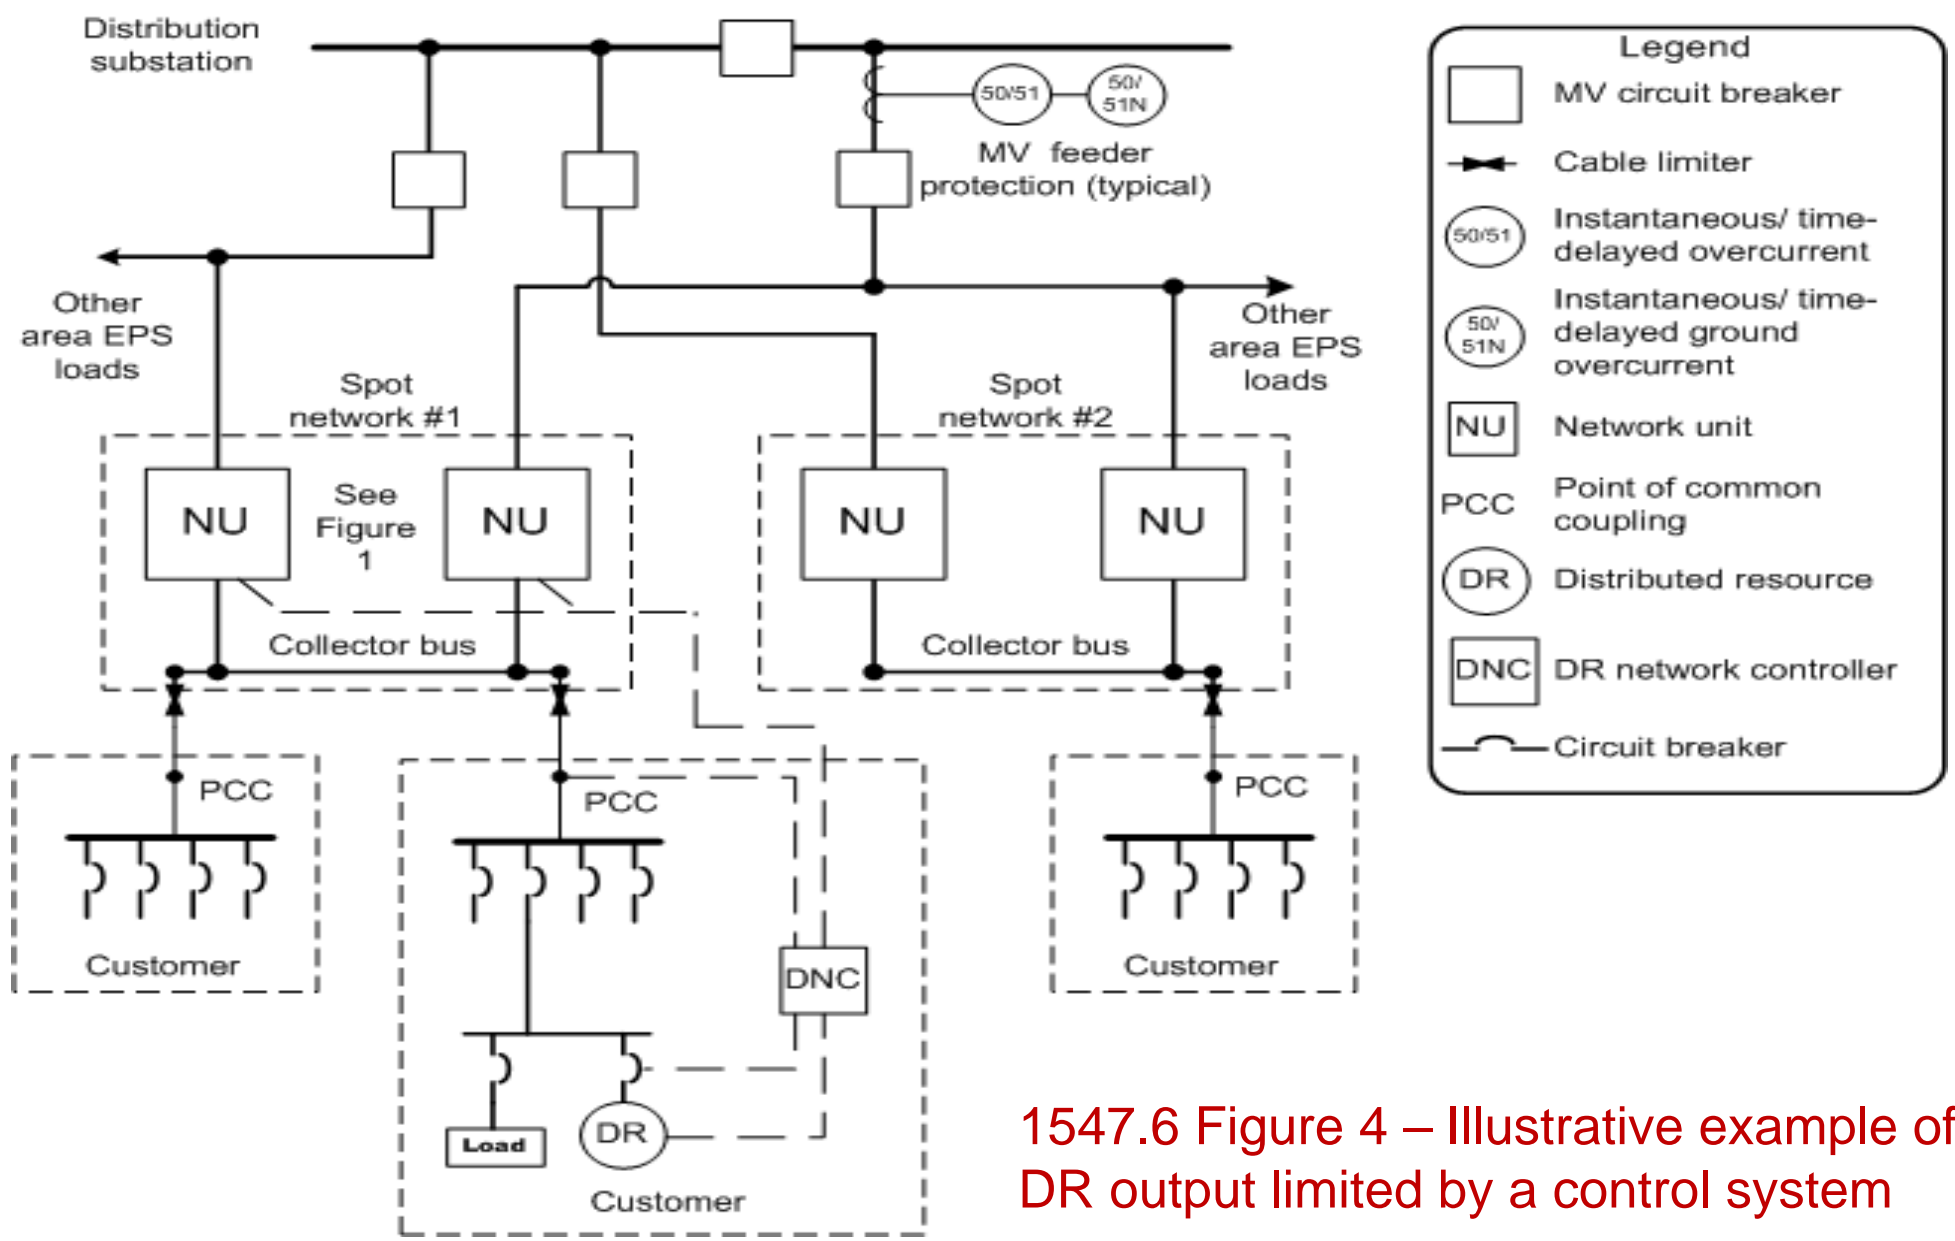 Distribution
substation
50/51
50/
51N
MV feeder
protection (typical)
Other
area EPS
loads
Other
area EPS
loads
Spot
network #1
Spot
network #2
NU
See
Figure
1
NU
NU
NU
Collector bus
Collector bus
PCC
PCC
PCC
Customer
DNC
Customer
Load
DR
Customer
Legend
MV circuit breaker
Cable limiter
50/51
Instantaneous/ time-
delayed overcurrent
50/
51N
Instantaneous/ time-
delayed ground
overcurrent
NU
Network unit
PCC
Point of common
coupling
DR
Distributed resource
DNC
DR network controller
Circuit breaker
1547.6 Figure 4 – Illustrative example of
DR output limited by a control system